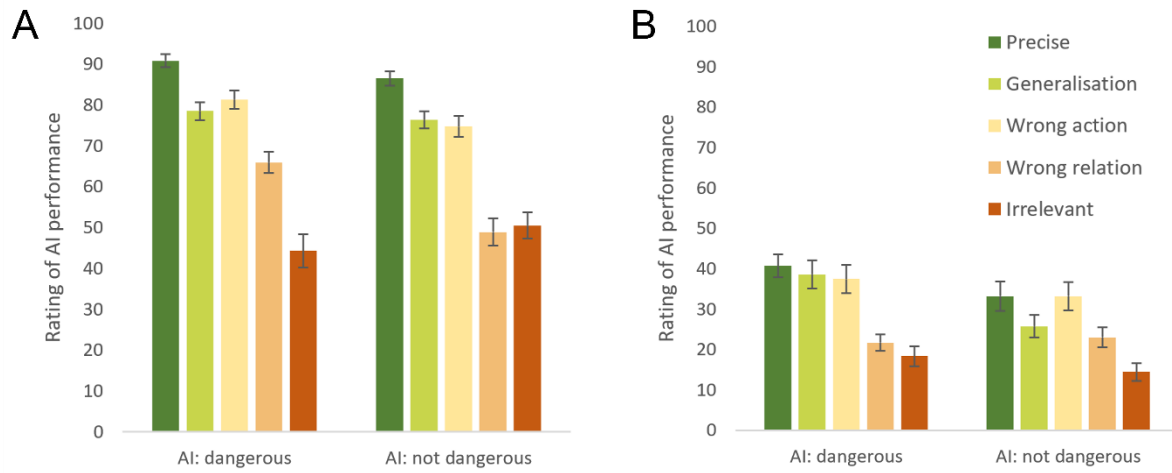 A
Rating of AI performance
100
90
80
70
60
50
40
30
20
10
0
AI: dangerous
AI: not dangerous
B
Rating of AI performance
100
90
80
70
60
50
40
30
20
10
0
AI: dangerous
AI: not dangerous
Precise
Generalisation
Wrong action
Wrong relation
Irrelevant